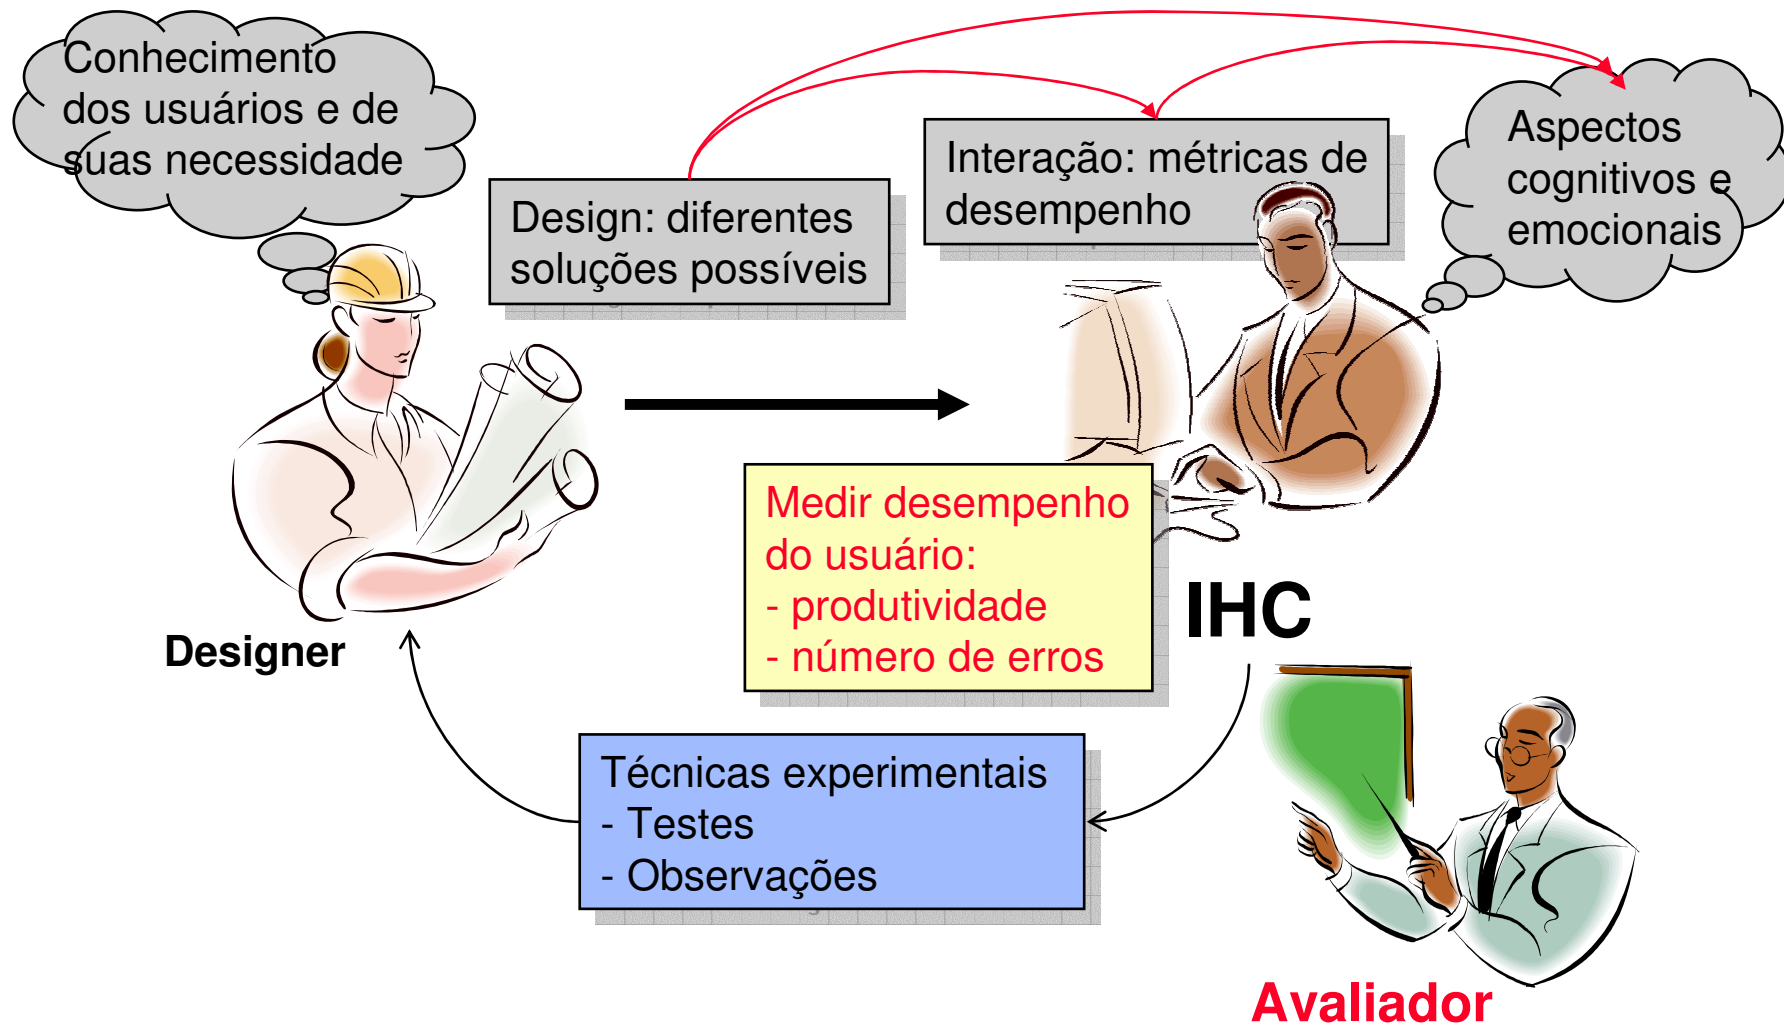 Conhecimento
dos usuários e de
suas necessidade
Design: diferentes
soluções possíveis
Interação: métricas de
desempenho
Aspectos
cognitivos e
emocionais
Medir desempenho
do usuário:
- produtividade
- número de erros
IHC
Designer
Técnicas experimentais
- Testes
- Observações
Avaliador